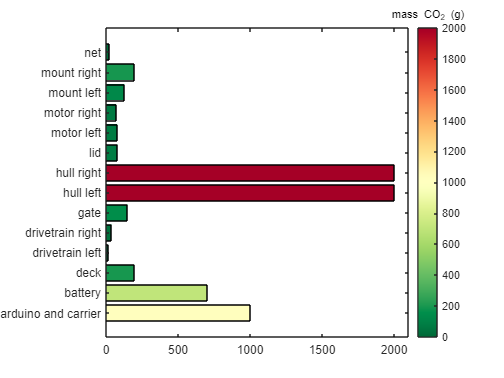 mass CO₂ (g)
net
mount right
mount left
motor right
motor left
lid
hull right
hull left
gate
drivetrain right
drivetrain left
deck
battery
arduino and carrier
0 500 1000 1500 2000
2000
1800
1600
1400
1200
1000
800
600
400
200
0